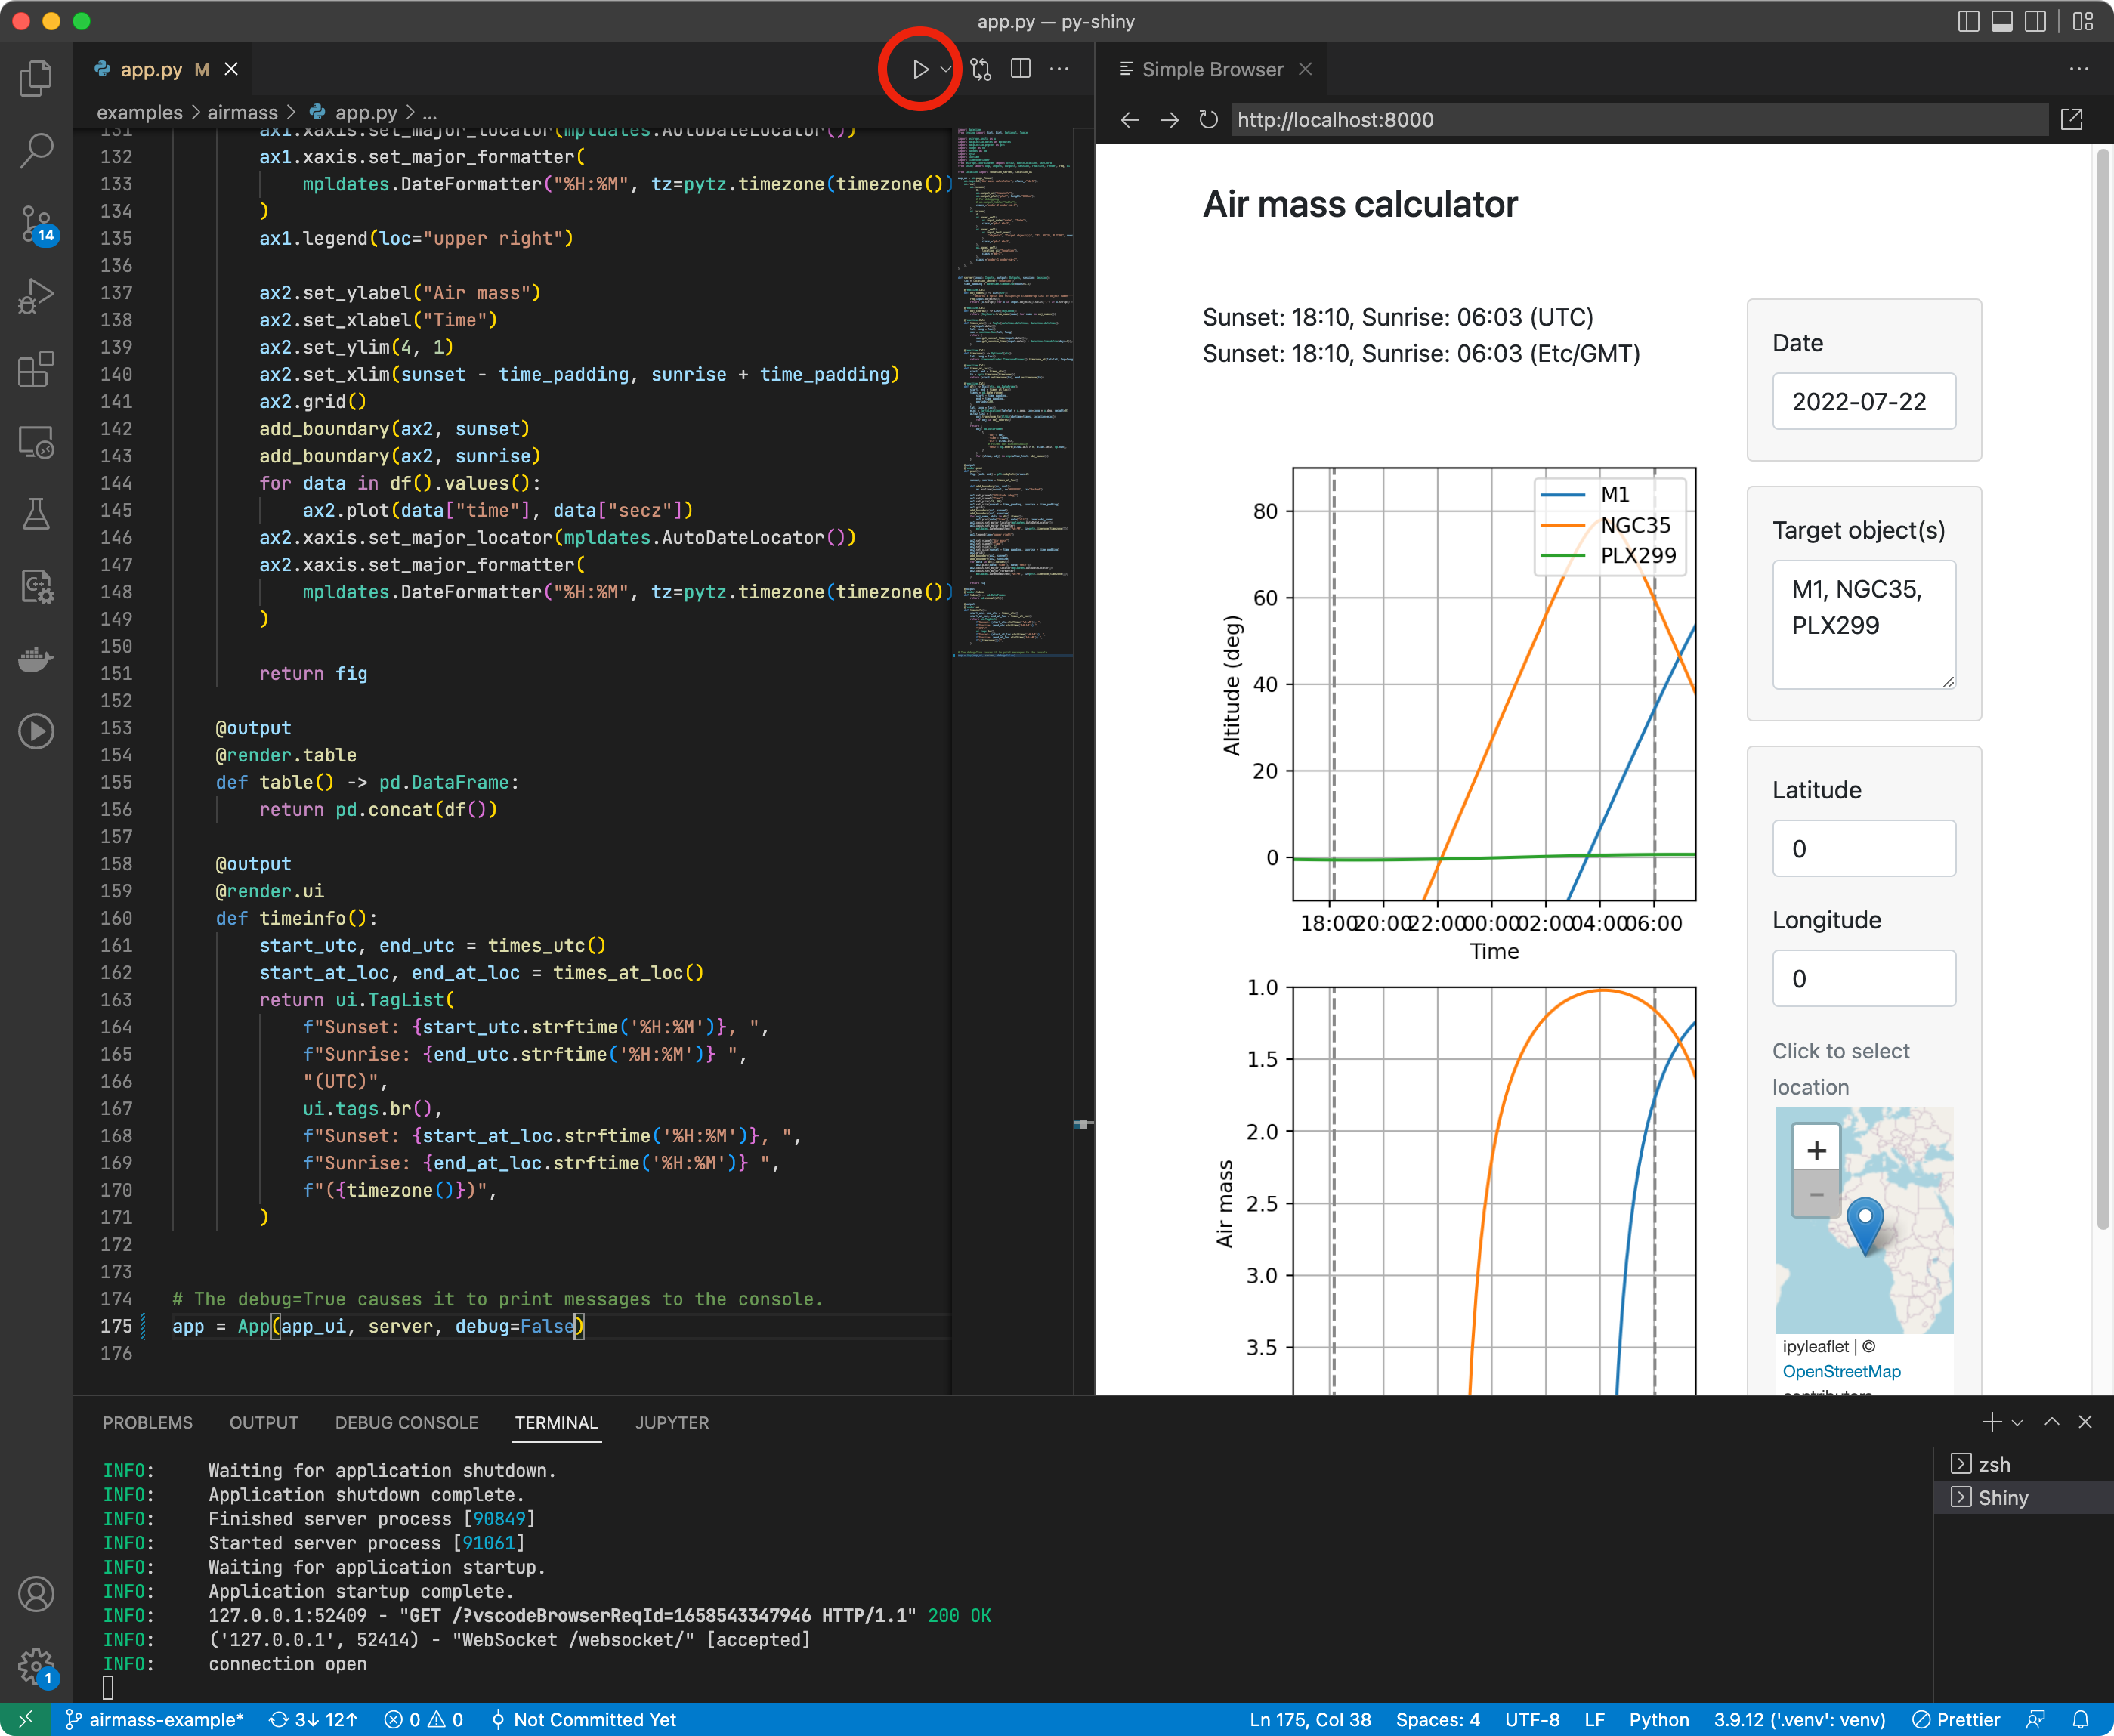 app.py — py-shiny
app.py M
examples > airmass > app.py > ...
131 ax1.xaxis.set_major_locator(mpldates.AutoDateLocator())
132 ax1.xaxis.set_major_formatter(
133 mpldates.DateFormatter("%H:%M", tz=pytz.timezone(timezone())
134 )
135 ax1.legend(loc="upper right")
136
137 ax2.set_ylabel("Air mass")
138 ax2.set_xlabel("Time")
139 ax2.set_ylim(4, 1)
140 ax2.set_xlim(sunset - time_padding, sunrise + time_padding)
141 ax2.grid()
142 add_boundary(ax2, sunset)
143 add_boundary(ax2, sunrise)
144 for data in df().values():
145 ax2.plot(data["time"], data["secz"])
146 ax2.xaxis.set_major_locator(mpldates.AutoDateLocator())
147 ax2.xaxis.set_major_formatter(
148 mpldates.DateFormatter("%H:%M", tz=pytz.timezone(timezone())
149 )
150
151 return fig
152
153 @output
154 @render.table
155 def table() -> pd.DataFrame:
156 return pd.concat(df())
157
158 @output
159 @render.ui
160 def timeinfo():
161 start_utc, end_utc = times_utc()
162 start_at_loc, end_at_loc = times_at_loc()
163 return ui.TagList(
164 f"Sunset: {start_utc.strftime('%H:%M')}, ",
165 f"Sunrise: {end_utc.strftime('%H:%M')} ",
166 "(UTC)",
167 ui.tags.br(),
168 f"Sunset: {start_at_loc.strftime('%H:%M')}, ",
169 f"Sunrise: {end_at_loc.strftime('%H:%M')} ",
170 f"({timezone()})",
171 )
172
173
174 # The debug=True causes it to print messages to the console.
175 app = App(app_ui, server, debug=False)
176
14
1
Simple Browser
http://localhost:8000
Air mass calculator
Sunset: 18:10, Sunrise: 06:03 (UTC)
Sunset: 18:10, Sunrise: 06:03 (Etc/GMT)
M1
NGC35
PLX299
Altitude (deg)
80
60
40
20
0
18:00 20:00 22:00 00:00 02:00 04:00 06:00
Time
Air mass
1.0
1.5
2.0
2.5
3.0
3.5
Date
2022-07-22
Target object(s)
M1, NGC35,
PLX299
Latitude
0
Longitude
0
Click to select
location
+
−
ipyleaflet | ©
OpenStreetMap
contributors
PROBLEMS OUTPUT DEBUG CONSOLE TERMINAL JUPYTER
INFO: Waiting for application shutdown.
INFO: Application shutdown complete.
INFO: Finished server process [90849]
INFO: Started server process [91061]
INFO: Waiting for application startup.
INFO: Application startup complete.
INFO: 127.0.0.1:52409 - "GET /?vscodeBrowserReqId=1658543347946 HTTP/1.1" 200 OK
INFO: ('127.0.0.1', 52414) - "WebSocket /websocket/" [accepted]
INFO: connection open
zsh
Shiny
airmass-example* 3↓ 12↑ 0 0 Not Committed Yet Ln 175, Col 38 Spaces: 4 UTF-8 LF Python 3.9.12 ('.venv': venv) Prettier